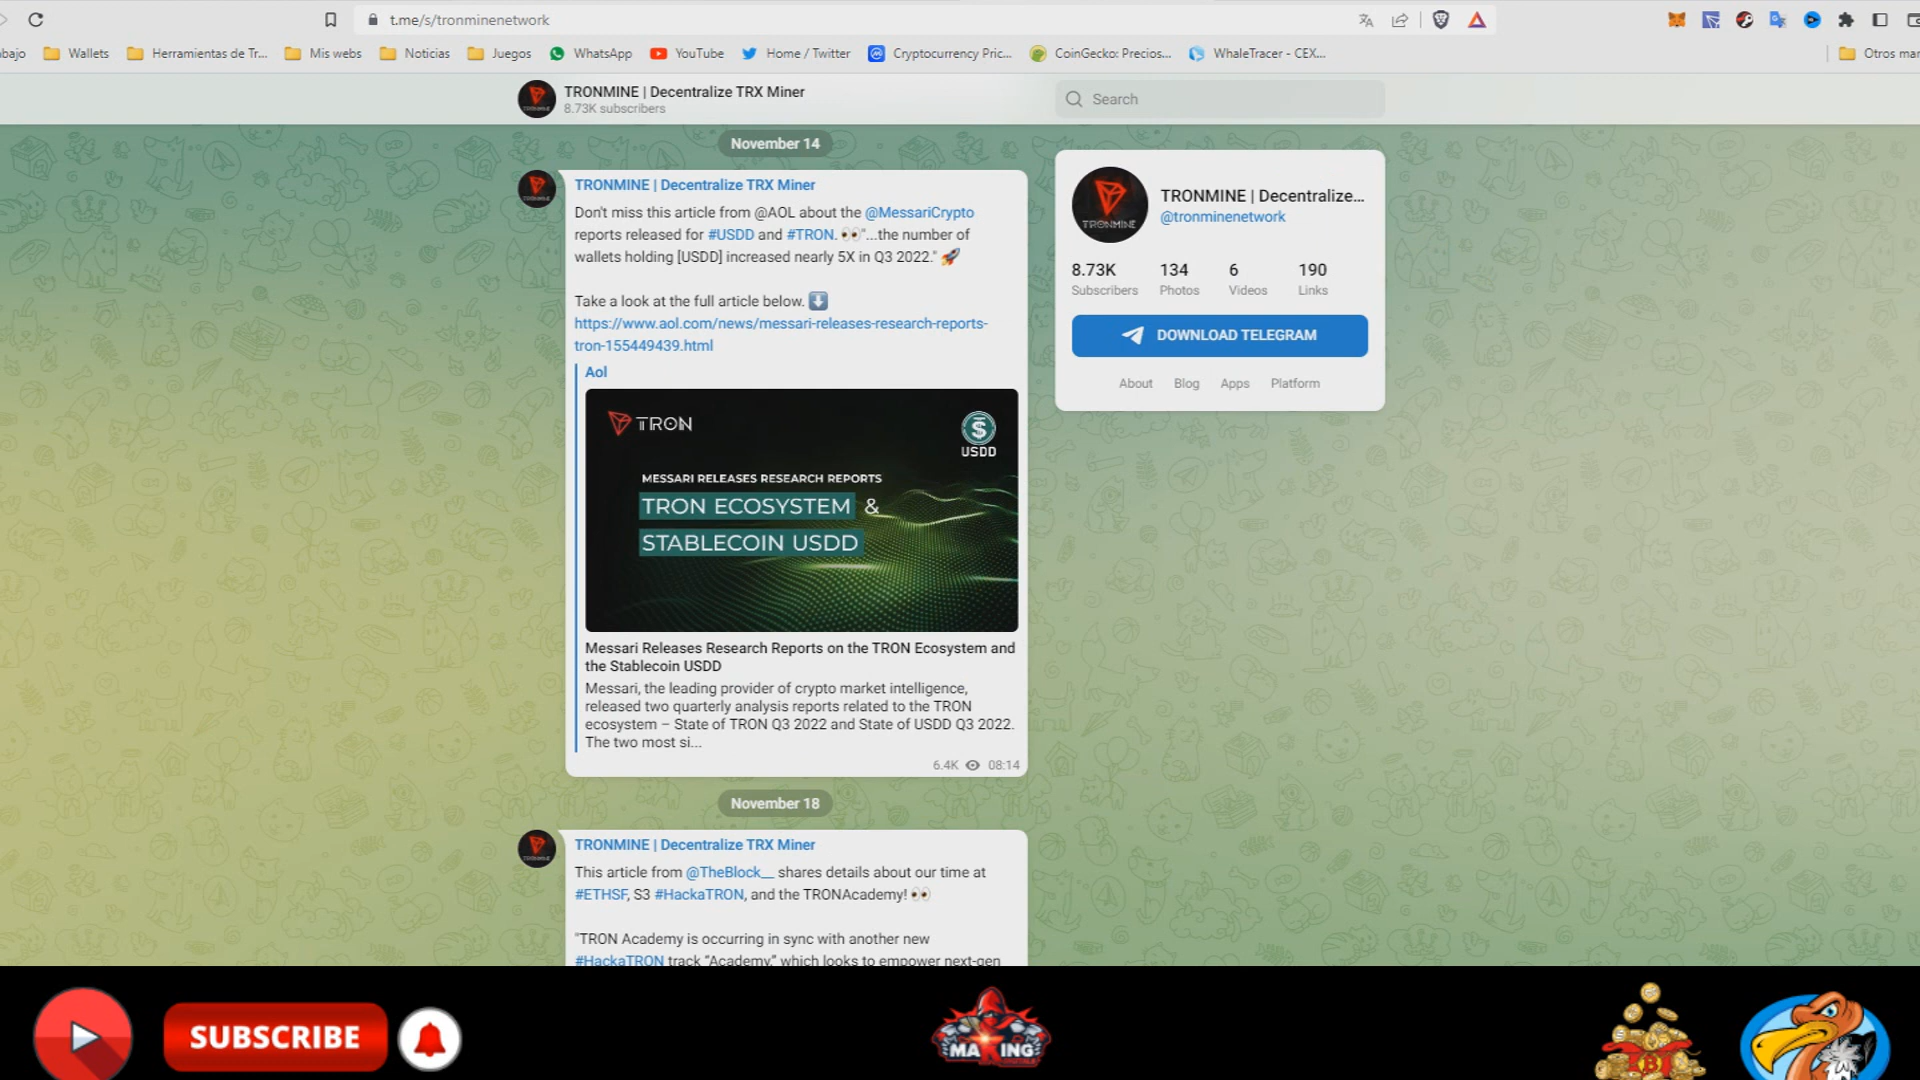 t.me/s/tronminenetwork
abajo
Wallets
Herramientas de Tr...
Mis webs
Noticias
Juegos
WhatsApp
YouTube
Home / Twitter
Cryptocurrency Pric...
CoinGecko: Precios...
WhaleTracer - CEX...
Otros mar
TRONMINE | Decentralize TRX Miner
8.73K subscribers
Search
November 14
TRONMINE | Decentralize TRX Miner
Don't miss this article from @AOL about the @MessariCrypto
reports released for #USDD and #TRON. 👀"...the number of
wallets holding [USDD] increased nearly 5X in Q3 2022." 🚀
Take a look at the full article below. ⬇️
https://www.aol.com/news/messari-releases-research-reports-
tron-155449439.html
Aol
TRON
USDD
MESSARI RELEASES RESEARCH REPORTS
TRON ECOSYSTEM &
STABLECOIN USDD
Messari Releases Research Reports on the TRON Ecosystem and
the Stablecoin USDD
Messari, the leading provider of crypto market intelligence,
released two quarterly analysis reports related to the TRON
ecosystem – State of TRON Q3 2022 and State of USDD Q3 2022.
The two most si...
6.4K 08:14
November 18
TRONMINE | Decentralize TRX Miner
This article from @TheBlock__ shares details about our time at
#ETHSF, S3 #HackaTRON, and the TRONAcademy! 👀
"TRON Academy is occurring in sync with another new
#HackaTRON track “Academy,” which looks to empower next-gen
TRONMINE
TRONMINE | Decentralize...
@tronminenetwork
8.73K 134 6 190
Subscribers Photos Videos Links
DOWNLOAD TELEGRAM
About Blog Apps Platform
SUBSCRIBE
MAKING